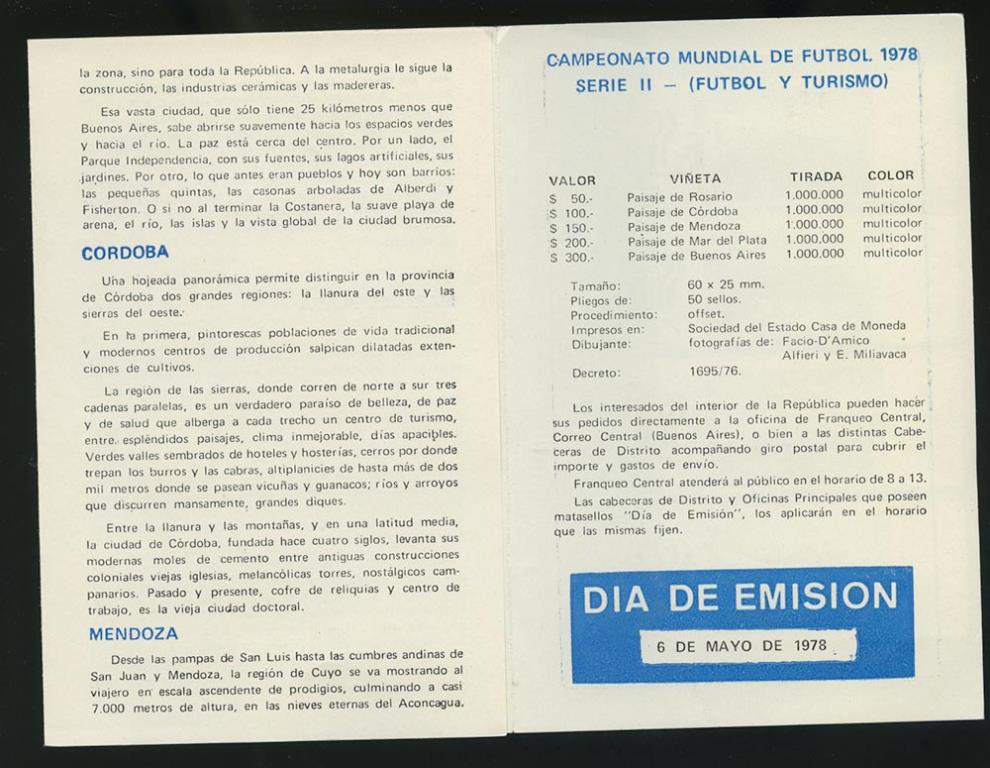 la zona, sino para toda la República. A la metalurgia le sigue la
construcción, las industrias cerámicas y las madereras.
Esa vasta ciudad, que sólo tiene 25 kilómetros menos que
Buenos Aires, sabe abrirse suavemente hacia los espacios verdes
y hacia el río. La paz está cerca del centro. Por un lado, el
Parque Independencia, con sus fuentes, sus lagos artificiales, sus
jardines. Por otro, lo que antes eran pueblos y hoy son barrios:
las pequeñas quintas, las casonas arboladas de Alberdi y
Fisherton. O si no al terminar la Costanera, la suave playa de
arena, el río, las islas y la vista global de la ciudad brumosa.
CORDOBA
Una hojeada panorámica permite distinguir en la provincia
de Córdoba dos grandes regiones: la llanura del este y las
sierras del oeste.
En la primera, pintorescas poblaciones de vida tradicional
y modernos centros de producción salpican dilatadas exten-
ciones de cultivos.
La región de las sierras, donde corren de norte a sur tres
cadenas paralelas, es un verdadero paraíso de belleza, de paz
y de salud que alberga a cada trecho un centro de turismo,
entre espléndidos paisajes, clima inmejorable, días apacibles.
Verdes valles sembrados de hoteles y hosterías, cerros por donde
trepan los burros y las cabras, altiplanicies de hasta más de dos
mil metros donde se pasean vicuñas y guanacos; ríos y arroyos
que discurren mansamente, grandes diques.
Entre la llanura y las montañas, y en una latitud media,
la ciudad de Córdoba, fundada hace cuatro siglos, levanta sus
modernas moles de cemento entre antiguas construcciones
coloniales viejas iglesias, melancólicas torres, nostálgicos cam-
panarios. Pasado y presente, cofre de reliquias y centro de
trabajo, es la vieja ciudad doctoral.
MENDOZA
Desde las pampas de San Luis hasta las cumbres andinas de
San Juan y Mendoza, la región de Cuyo se va mostrando al
viajero en escala ascendente de prodigios, culminando a casi
7.000 metros de altura, en las nieves eternas del Aconcagua.
CAMPEONATO MUNDIAL DE FUTBOL 1978
SERIE II — (FUTBOL Y TURISMO)
VALOR VIÑETA TIRADA COLOR
$ 50.- Paisaje de Rosario 1.000.000 multicolor
$ 100.- Paisaje de Córdoba 1.000.000 multicolor
$ 150.- Paisaje de Mendoza 1.000.000 multicolor
$ 200.- Paisaje de Mar del Plata 1.000.000 multicolor
$ 300.- Paisaje de Buenos Aires 1.000.000 multicolor
Tamaño: 60 x 25 mm.
Pliegos de: 50 sellos.
Procedimiento: offset.
Impresos en: Sociedad del Estado Casa de Moneda
Dibujante: fotografías de: Facio-D'Amico
Alfieri y E. Miliavaca
Decreto: 1695/76.
Los interesados del interior de la República pueden hacer
sus pedidos directamente a la oficina de Franqueo Central,
Correo Central (Buenos Aires), o bien a las distintas Cabe-
ceras de Distrito acompañando giro postal para cubrir el
importe y gastos de envío.
Franqueo Central atenderá al público en el horario de 8 a 13.
Las cabeceras de Distrito y Oficinas Principales que poseen
matasellos "Día de Emisión", los aplicarán en el horario
que las mismas fijen.
DIA DE EMISION
6 DE MAYO DE 1978